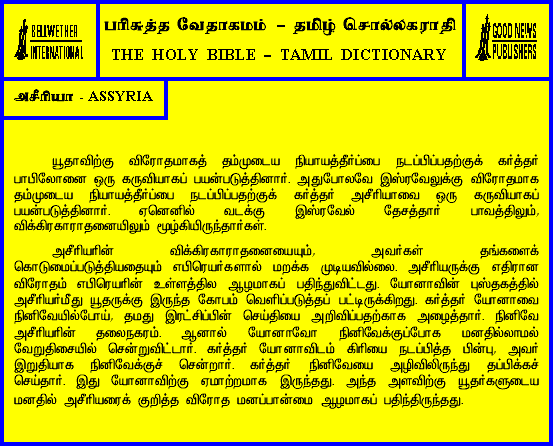 BELLWETHER
INTERNATIONAL
பரிசுத்த வேதாகமம் – தமிழ் சொல்லகராதி
THE HOLY BIBLE – TAMIL DICTIONARY
GOOD NEWS
PUBLISHERS
அசீரியா - ASSYRIA
யூதாவிற்கு விரோதமாகத் தம்முடைய நியாயத்தீர்ப்பை நடப்பிப்பதற்குக் கர்த்தர்
பாபிலோனை ஒரு கருவியாகப் பயன்படுத்தினார். அதுபோலவே இஸ்ரவேலுக்கு விரோதமாக
தம்முடைய நியாயத்தீர்ப்பை நடப்பிப்பதற்குக் கர்த்தர் அசீரியாவை ஒரு கருவியாகப்
பயன்படுத்தினார். ஏனெனில் வடக்கு இஸ்ரவேல் தேசத்தார் பாவத்திலும்,
விக்கிரகாராதனையிலும் மூழ்கியிருந்தார்கள்.
அசீரியரின் விக்கிரகாராதனையையும், அவர்கள் தங்களைக்
கொடுமைப்படுத்தியதையும் எபிரெயர்களால் மறக்க முடியவில்லை. அசீரியருக்கு எதிரான
விரோதம் எபிரெயரின் உள்ளத்தில ஆழமாகப் பதிந்துவிட்டது. யோனாவின் புஸ்தகத்தில்
அசீரியர்மீது யூதருக்கு இருந்த கோபம் வெளிப்படுத்தப் பட்டிருக்கிறது. கர்த்தர் யோனாவை
நினிவேயில்போய், தமது இரட்சிப்பின் செய்தியை அறிவிப்பதற்காக அழைத்தார். நினிவே
அசீரியரின் தலைநகரம். ஆனால் யோனாவோ நினிவேக்குப்போக மனதில்லாமல்
வேறுதிசையில் சென்றுவிட்டார். கர்த்தர் யோனாவிடம் கிரியை நடப்பித்த பின்பு, அவர்
இறுதியாக நினிவேக்குச் சென்றார். கர்த்தர் நினிவேயை அழிவிலிருந்து தப்பிக்கச்
செய்தார். இது யோனாவிற்கு ஏமாற்றமாக இருந்தது. அந்த அளவிற்கு யூதர்களுடைய
மனதில் அசீரியரைக் குறித்த விரோத மனப்பான்மை ஆழமாகப் பதிந்திருந்தது.